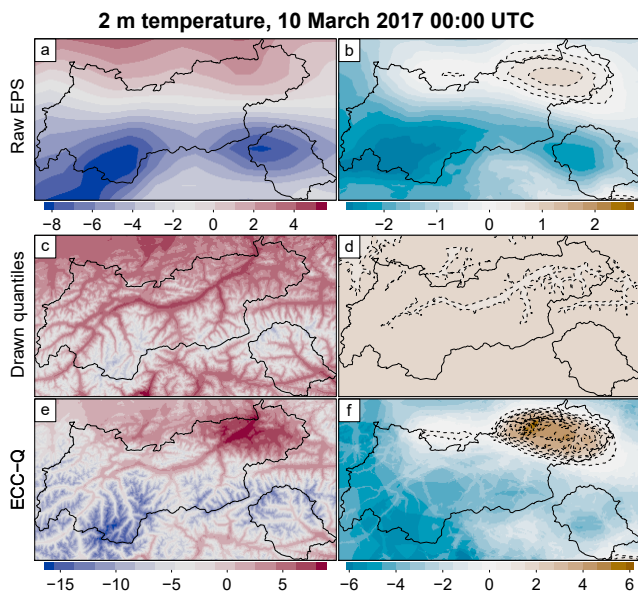 2 m temperature, 10 March 2017 00:00 UTC
a
b
Raw EPS
−8 −6 −4 −2 0 2 4
−2 −1 0 1 2
c
d
Drawn quantiles
e
f
ECC−Q
−15 −10 −5 0 5
−6 −4 −2 0 2 4 6